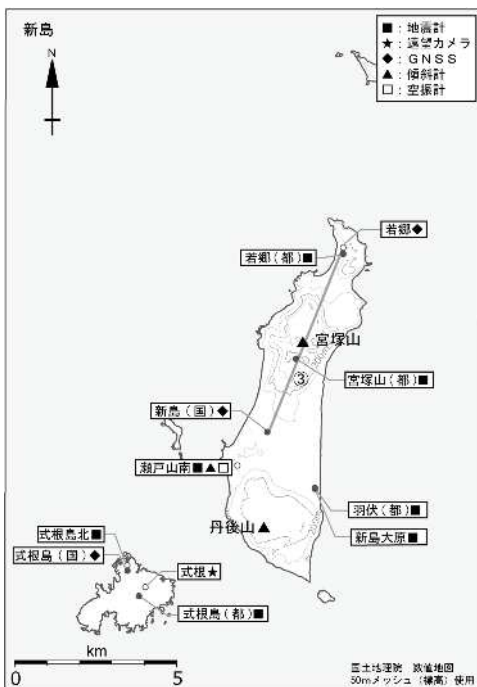 新島
N
■：地震計
★：遠望カメラ
◆：GNSS
▲：傾斜計
□：空振計
若郷◆
若郷（都）■
宮塚山
宮塚山（都）■
③
新島（国）◆
瀬戸山南■▲□
羽伏（都）■
新島大原■
丹後山
式根島北■
式根島（国）◆
式根★
式根島（都）■
km
0 5
国土地理院 数値地図
50mメッシュ（標高）使用